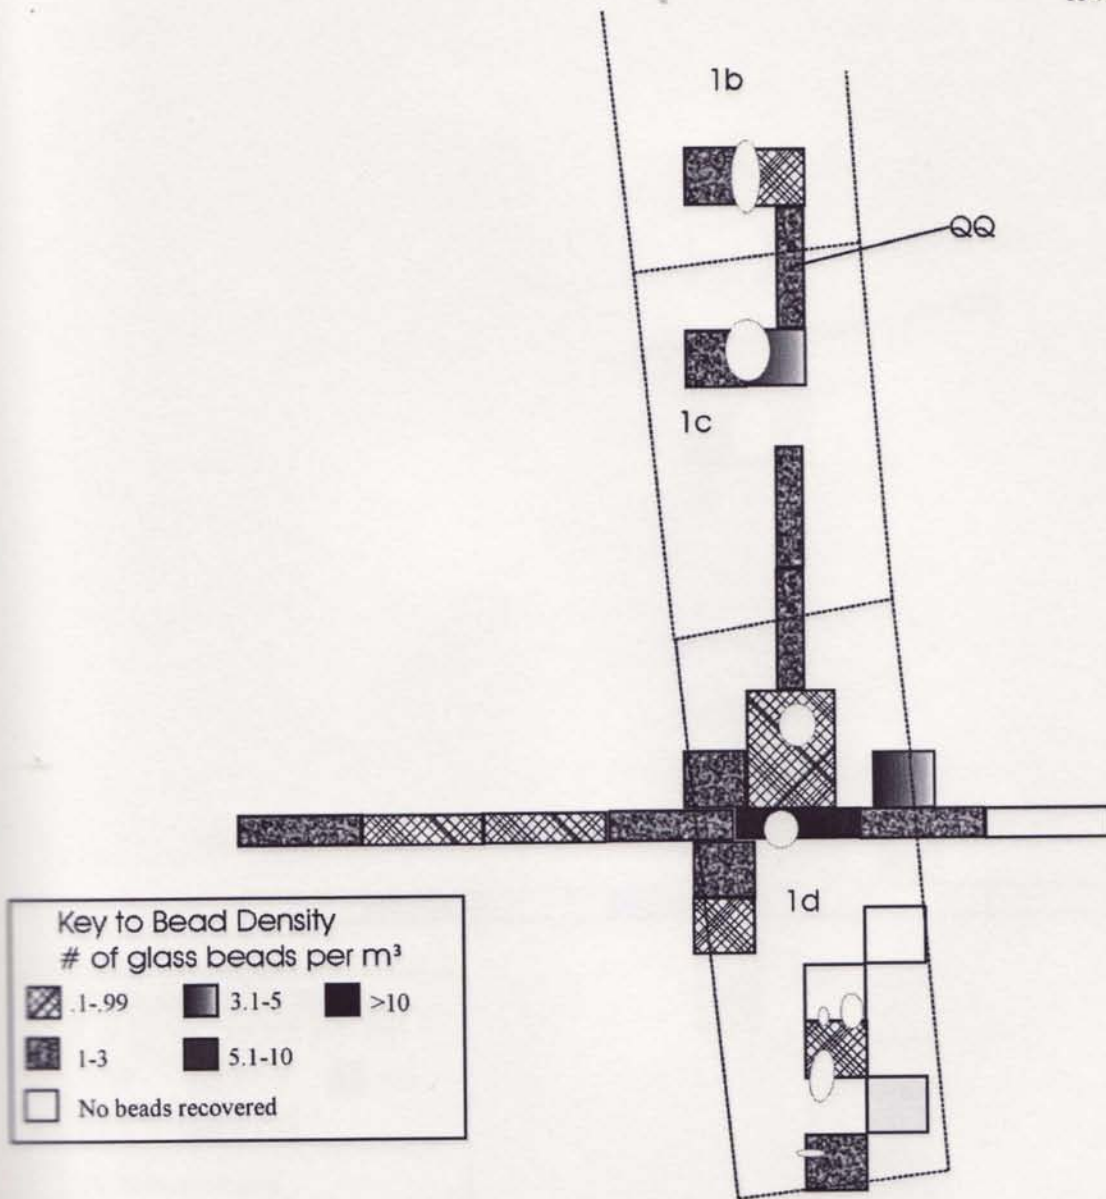 1b
QQ
1c
1d
Key to Bead Density
# of glass beads per m³
.1-.99
3.1-5
>10
1-3
5.1-10
No beads recovered